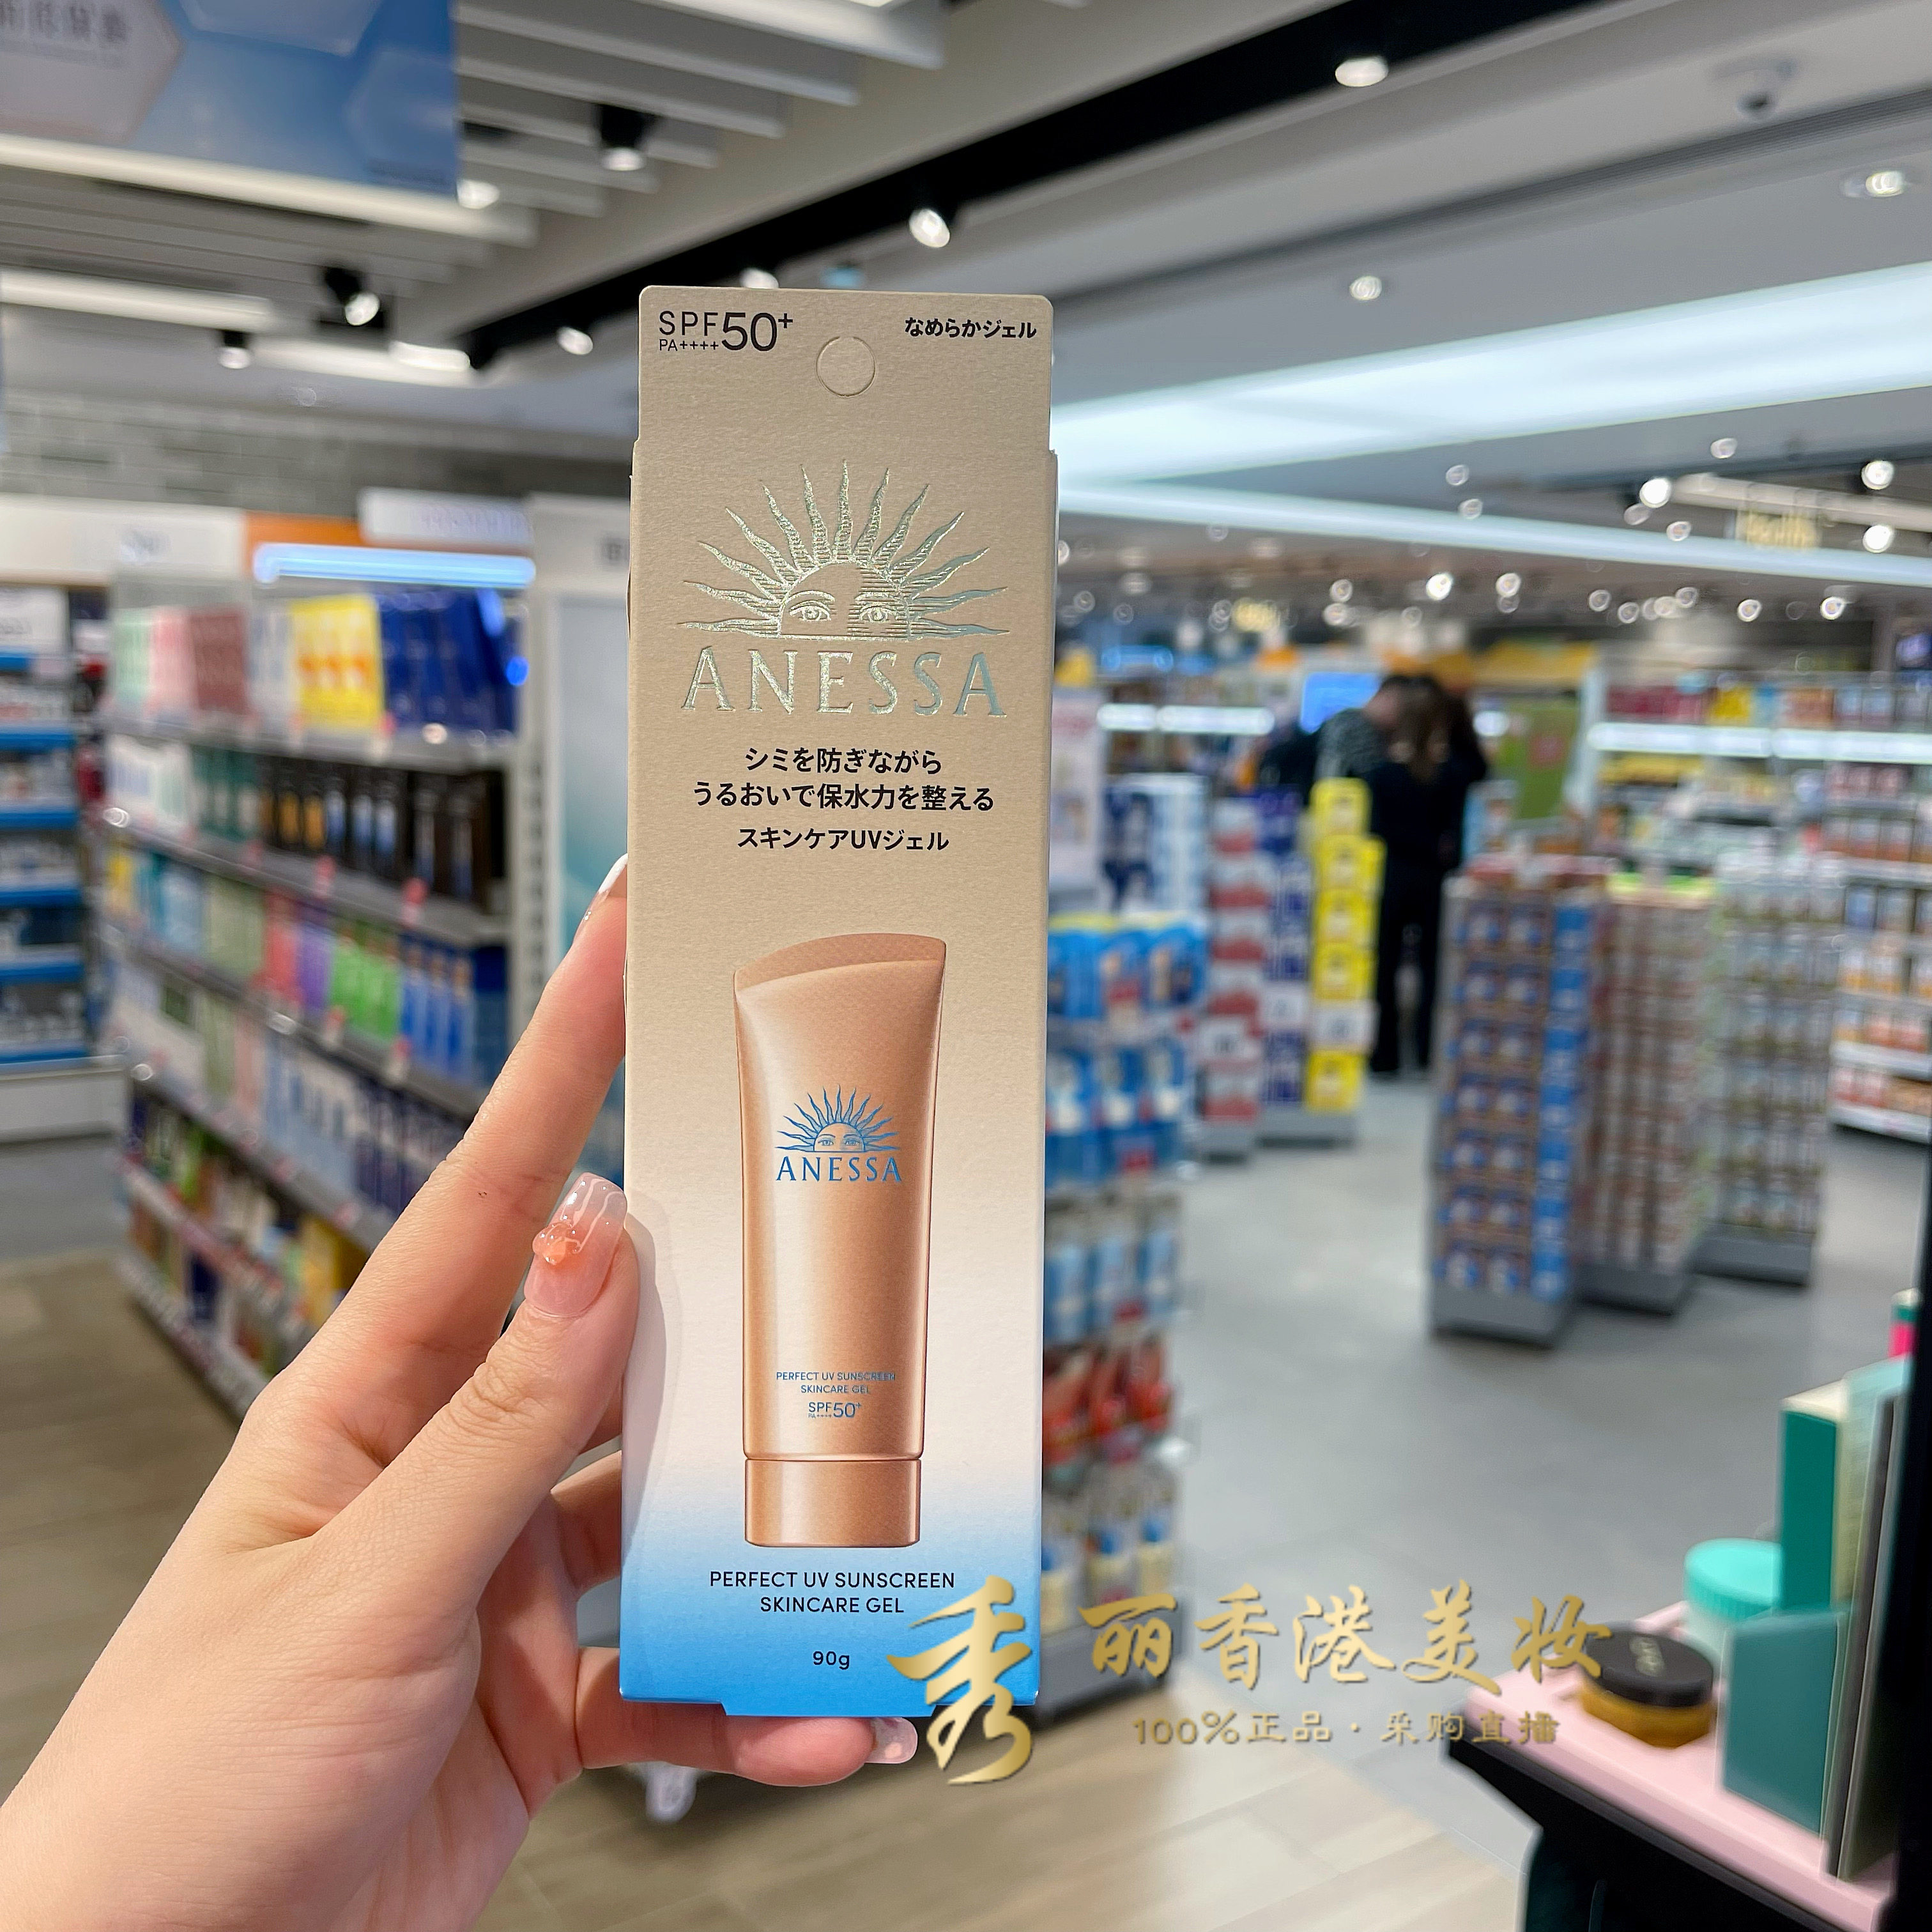 SPF50+
PA++++
なめらかジェル
ANESSA
シミを防ぎながら
うるおいで保水力を整える
スキンケアUVジェル
ANESSA
PERFECT UV SUNSCREEN
SKINCARE GEL
SPF50+
PA++++
PERFECT UV SUNSCREEN
SKINCARE GEL
90g
秀丽香港美妆
100%正品·采购直播